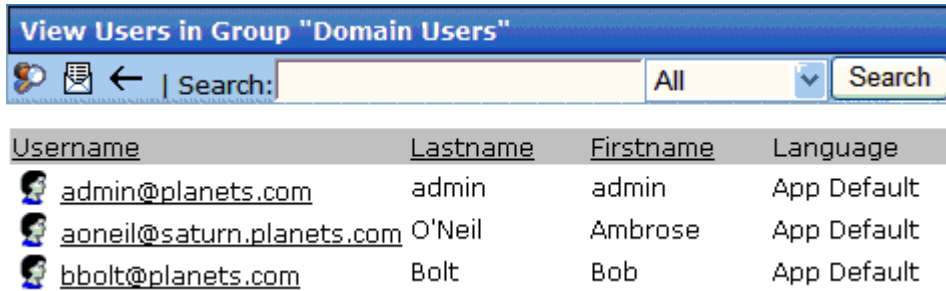 View Users in Group "Domain Users"
| Search: All Search
Username Lastname Firstname Language
admin@planets.com admin admin App Default
aoneil@saturn.planets.com O'Neil Ambrose App Default
bbolt@planets.com Bolt Bob App Default